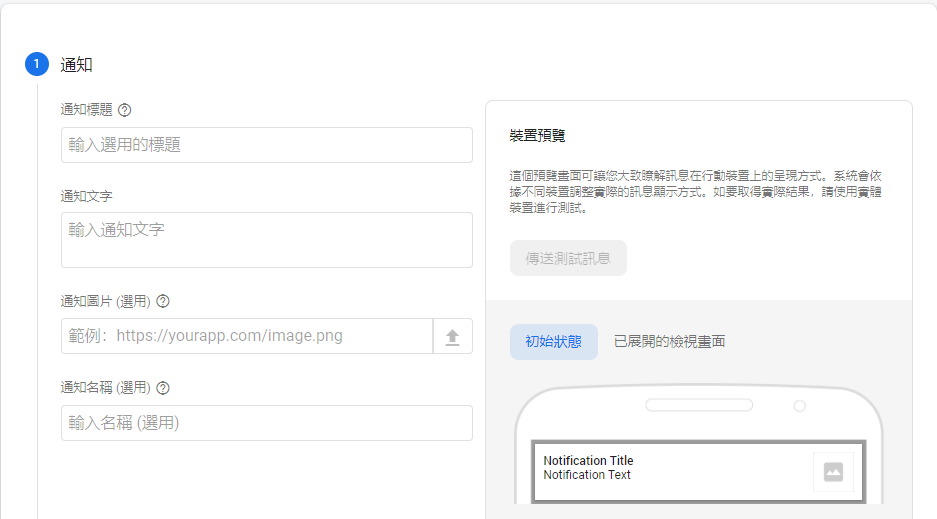 1 通知
通知標題
輸入選用的標題
通知文字
輸入通知文字
通知圖片 (選用)
範例：https://yourapp.com/image.png
通知名稱 (選用)
輸入名稱 (選用)
裝置預覽
這個預覽畫面可讓您大致瞭解訊息在行動裝置上的呈現方式。系統會依
據不同裝置調整實際的訊息顯示方式。如要取得實際結果，請使用實體
裝置進行測試。
傳送測試訊息
初始狀態 已展開的檢視畫面
Notification Title
Notification Text